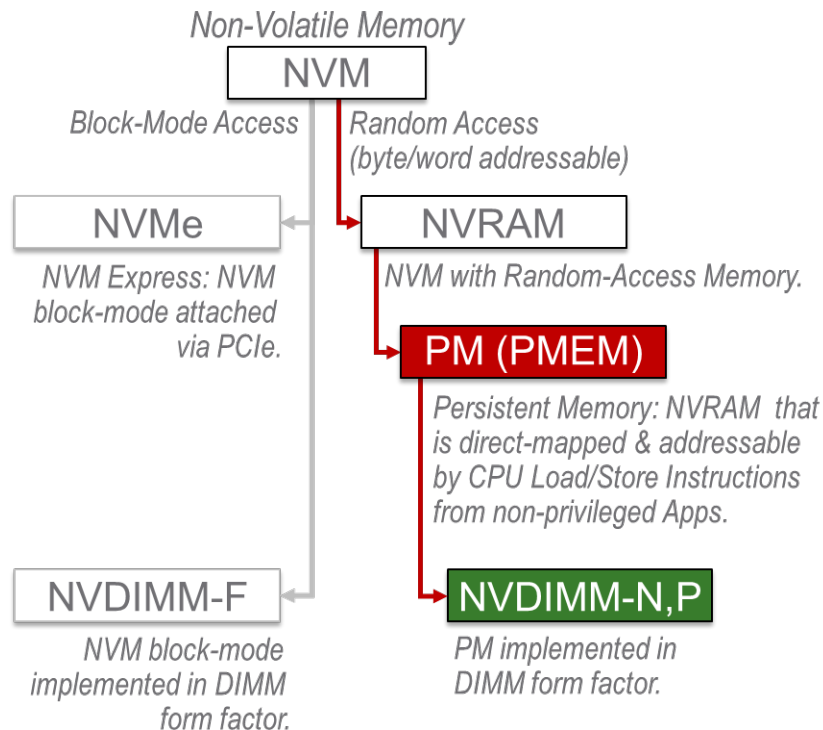 Non-Volatile Memory
NVM
Block-Mode Access
Random Access
(byte/word addressable)
NVMe
NVRAM
NVM Express: NVM
block-mode attached
via PCIe.
NVM with Random-Access Memory.
PM (PMEM)
Persistent Memory: NVRAM that
is direct-mapped & addressable
by CPU Load/Store Instructions
from non-privileged Apps.
NVDIMM-F
NVDIMM-N,P
NVM block-mode
implemented in DIMM
form factor.
PM implemented in
DIMM form factor.